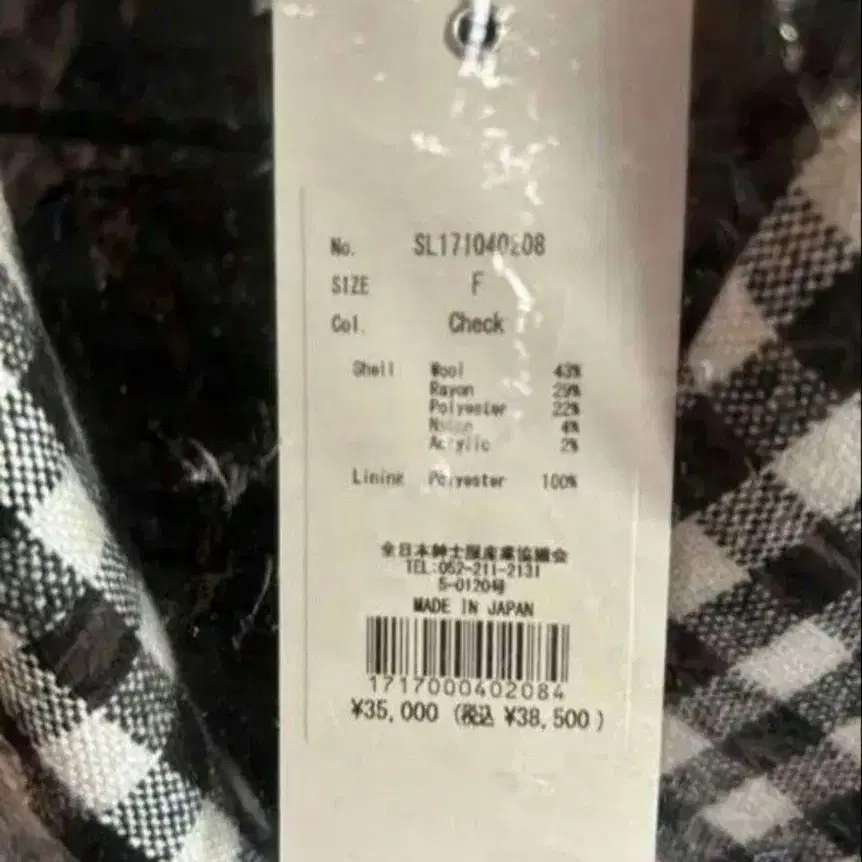 No. SL171040208
SIZE F
Col. Check
Shell Wool 43%
Rayon 29%
Polyester 22%
Nylon 4%
Acrylic 2%
Lining Polyester 100%
全日本紳士服産業協議会
TEL:052-211-2131
5-0120号
MADE IN JAPAN
1717000402084
¥35,000 (税込 ¥38,500)